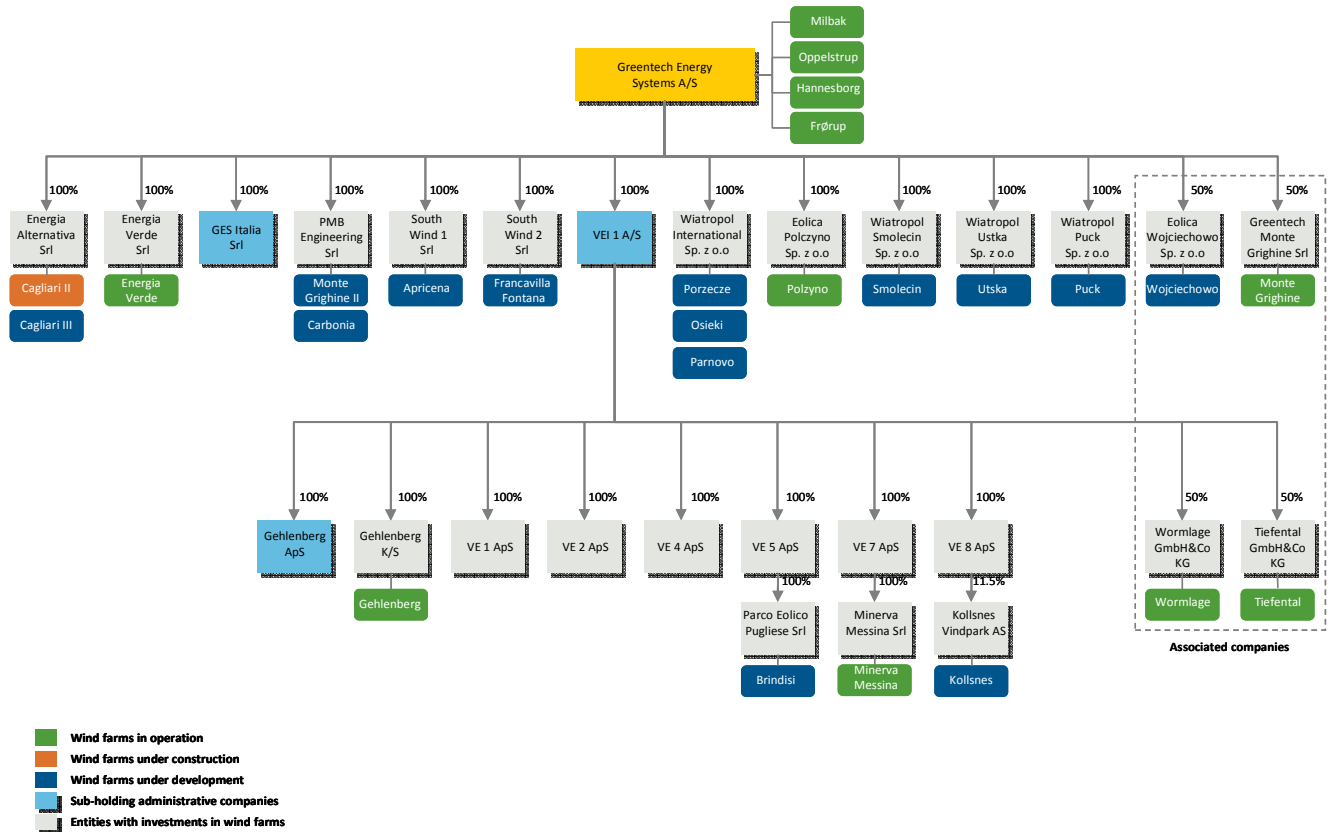 Milbak
Oppelstrup
Hannesborg
FrØrup
Greentech Energy
Systems A/S
100%
100%
100%
100%
100%
100%
100%
100%
100%
100%
100%
100%
50%
50%
Energia
Alternativa
Srl
Energia
Verde
Srl
GES Italia
Srl
PMB
Engineering
Srl
South
Wind 1
Srl
South
Wind 2
Srl
VEI 1 A/S
Wiatropol
International
Sp. z o.o
Eolica
Polczyno
Sp. z o.o
Wiatropol
Smolecin
Sp. z o.o
Wiatropol
Ustka
Sp. z o.o
Wiatropol
Puck
Sp. z o.o
Eolica
Wojciechowo
Sp. z o.o
Greentech
Monte
Grighine Srl
Cagliari II
Cagliari III
Energia
Verde
Monte
Grighine II
Carbonia
Apricena
Francavilla
Fontana
Porzecze
Osieki
Parnovo
Polzyno
Smolecin
Utska
Puck
Wojciechowo
Monte
Grighine
100%
100%
100%
100%
100%
100%
100%
100%
50%
50%
Gehlenberg
ApS
Gehlenberg
K/S
VE 1 ApS
VE 2 ApS
VE 4 ApS
VE 5 ApS
VE 7 ApS
VE 8 ApS
Wormlage
GmbH&Co
KG
Tiefental
GmbH&Co
KG
100%
100%
11.5%
Gehlenberg
Parco Eolico
Pugliese Srl
Minerva
Messina Srl
Kollsnes
Vindpark AS
Wormlage
Tiefental
Brindisi
Minerva
Messina
Kollsnes
Associated companies
Wind farms in operation
Wind farms under construction
Wind farms under development
Sub-holding administrative companies
Entities with investments in wind farms